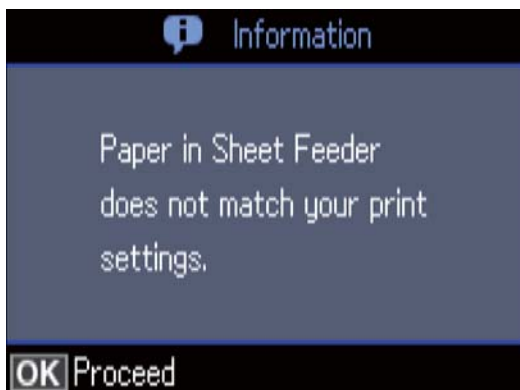 Information
Paper in Sheet Feeder
does not match your print
settings.
OK Proceed